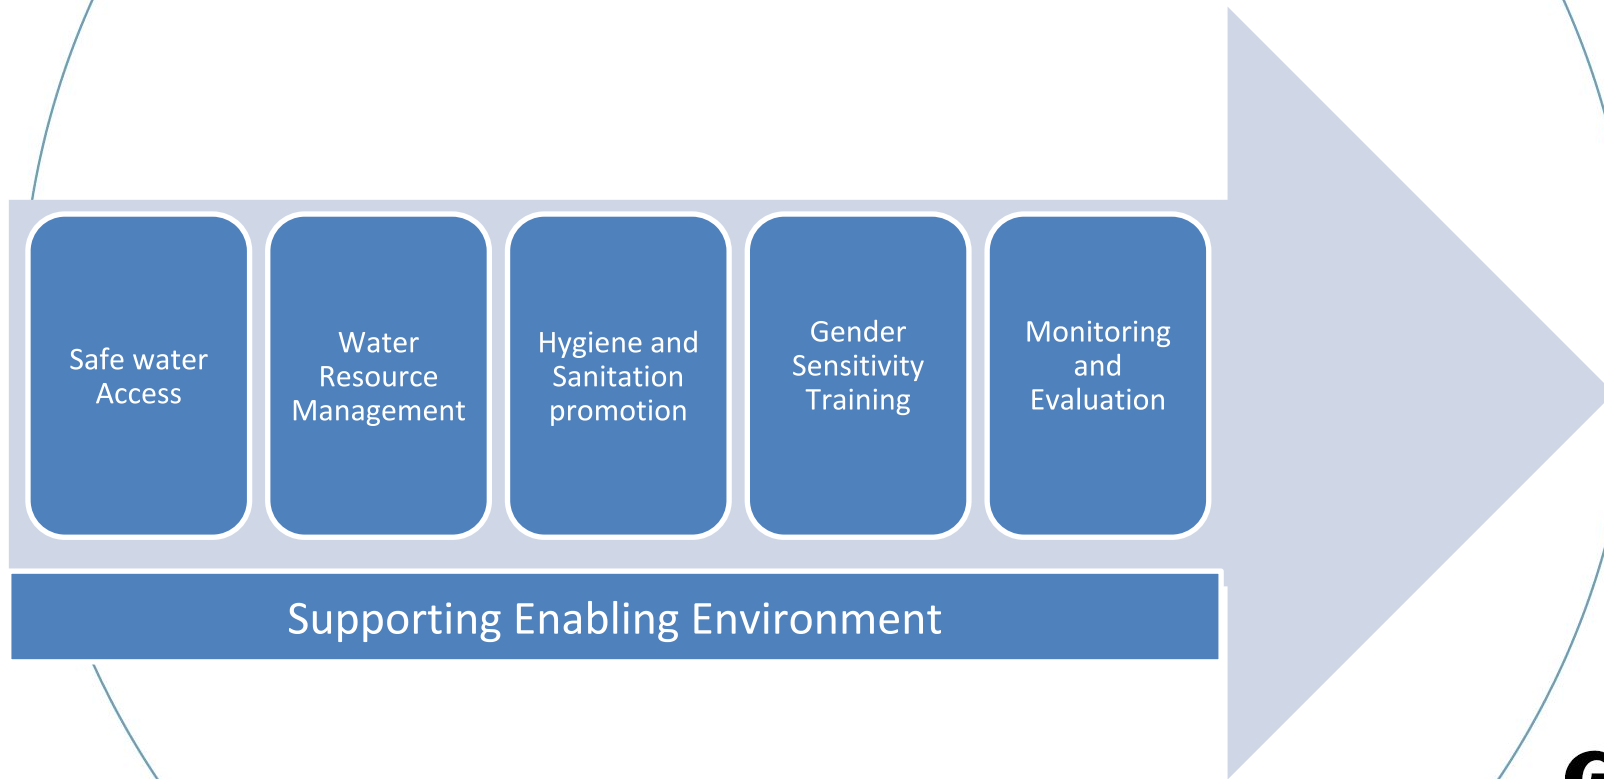 Safe water
Access
Water
Resource
Management
Hygiene and
Sanitation
promotion
Gender
Sensitivity
Training
Monitoring
and
Evaluation
Supporting Enabling Environment